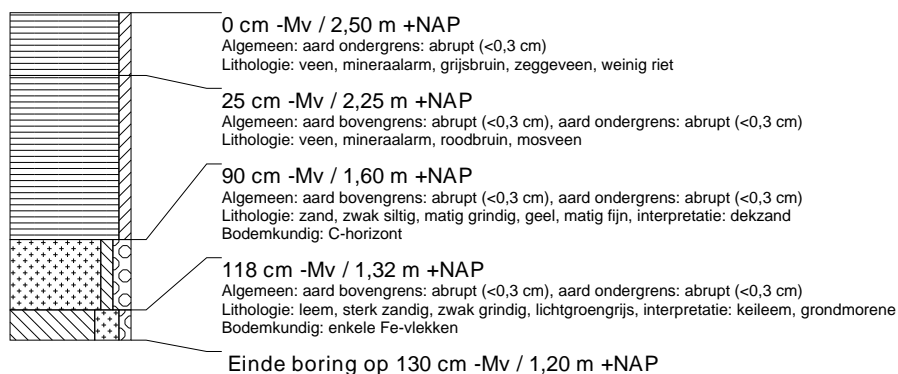 0 cm -Mv / 2,50 m +NAP
Algemeen: aard ondergrens: abrupt (<0,3 cm)
Lithologie: veen, mineraalarm, grijsbruin, zeggeveen, weinig riet
25 cm -Mv / 2,25 m +NAP
Algemeen: aard bovengrens: abrupt (<0,3 cm), aard ondergrens: abrupt (<0,3 cm)
Lithologie: veen, mineraalarm, roodbruin, mosveen
90 cm -Mv / 1,60 m +NAP
Algemeen: aard bovengrens: abrupt (<0,3 cm), aard ondergrens: abrupt (<0,3 cm)
Lithologie: zand, zwak siltig, matig grindig, geel, matig fijn, interpretatie: dekzand
Bodemkundig: C-horizont
118 cm -Mv / 1,32 m +NAP
Algemeen: aard bovengrens: abrupt (<0,3 cm), aard ondergrens: abrupt (<0,3 cm)
Lithologie: leem, sterk zandig, zwak grindig, lichtgroengrijs, interpretatie: keileem, grondmorene
Bodemkundig: enkele Fe-vlekken
Einde boring op 130 cm -Mv / 1,20 m +NAP